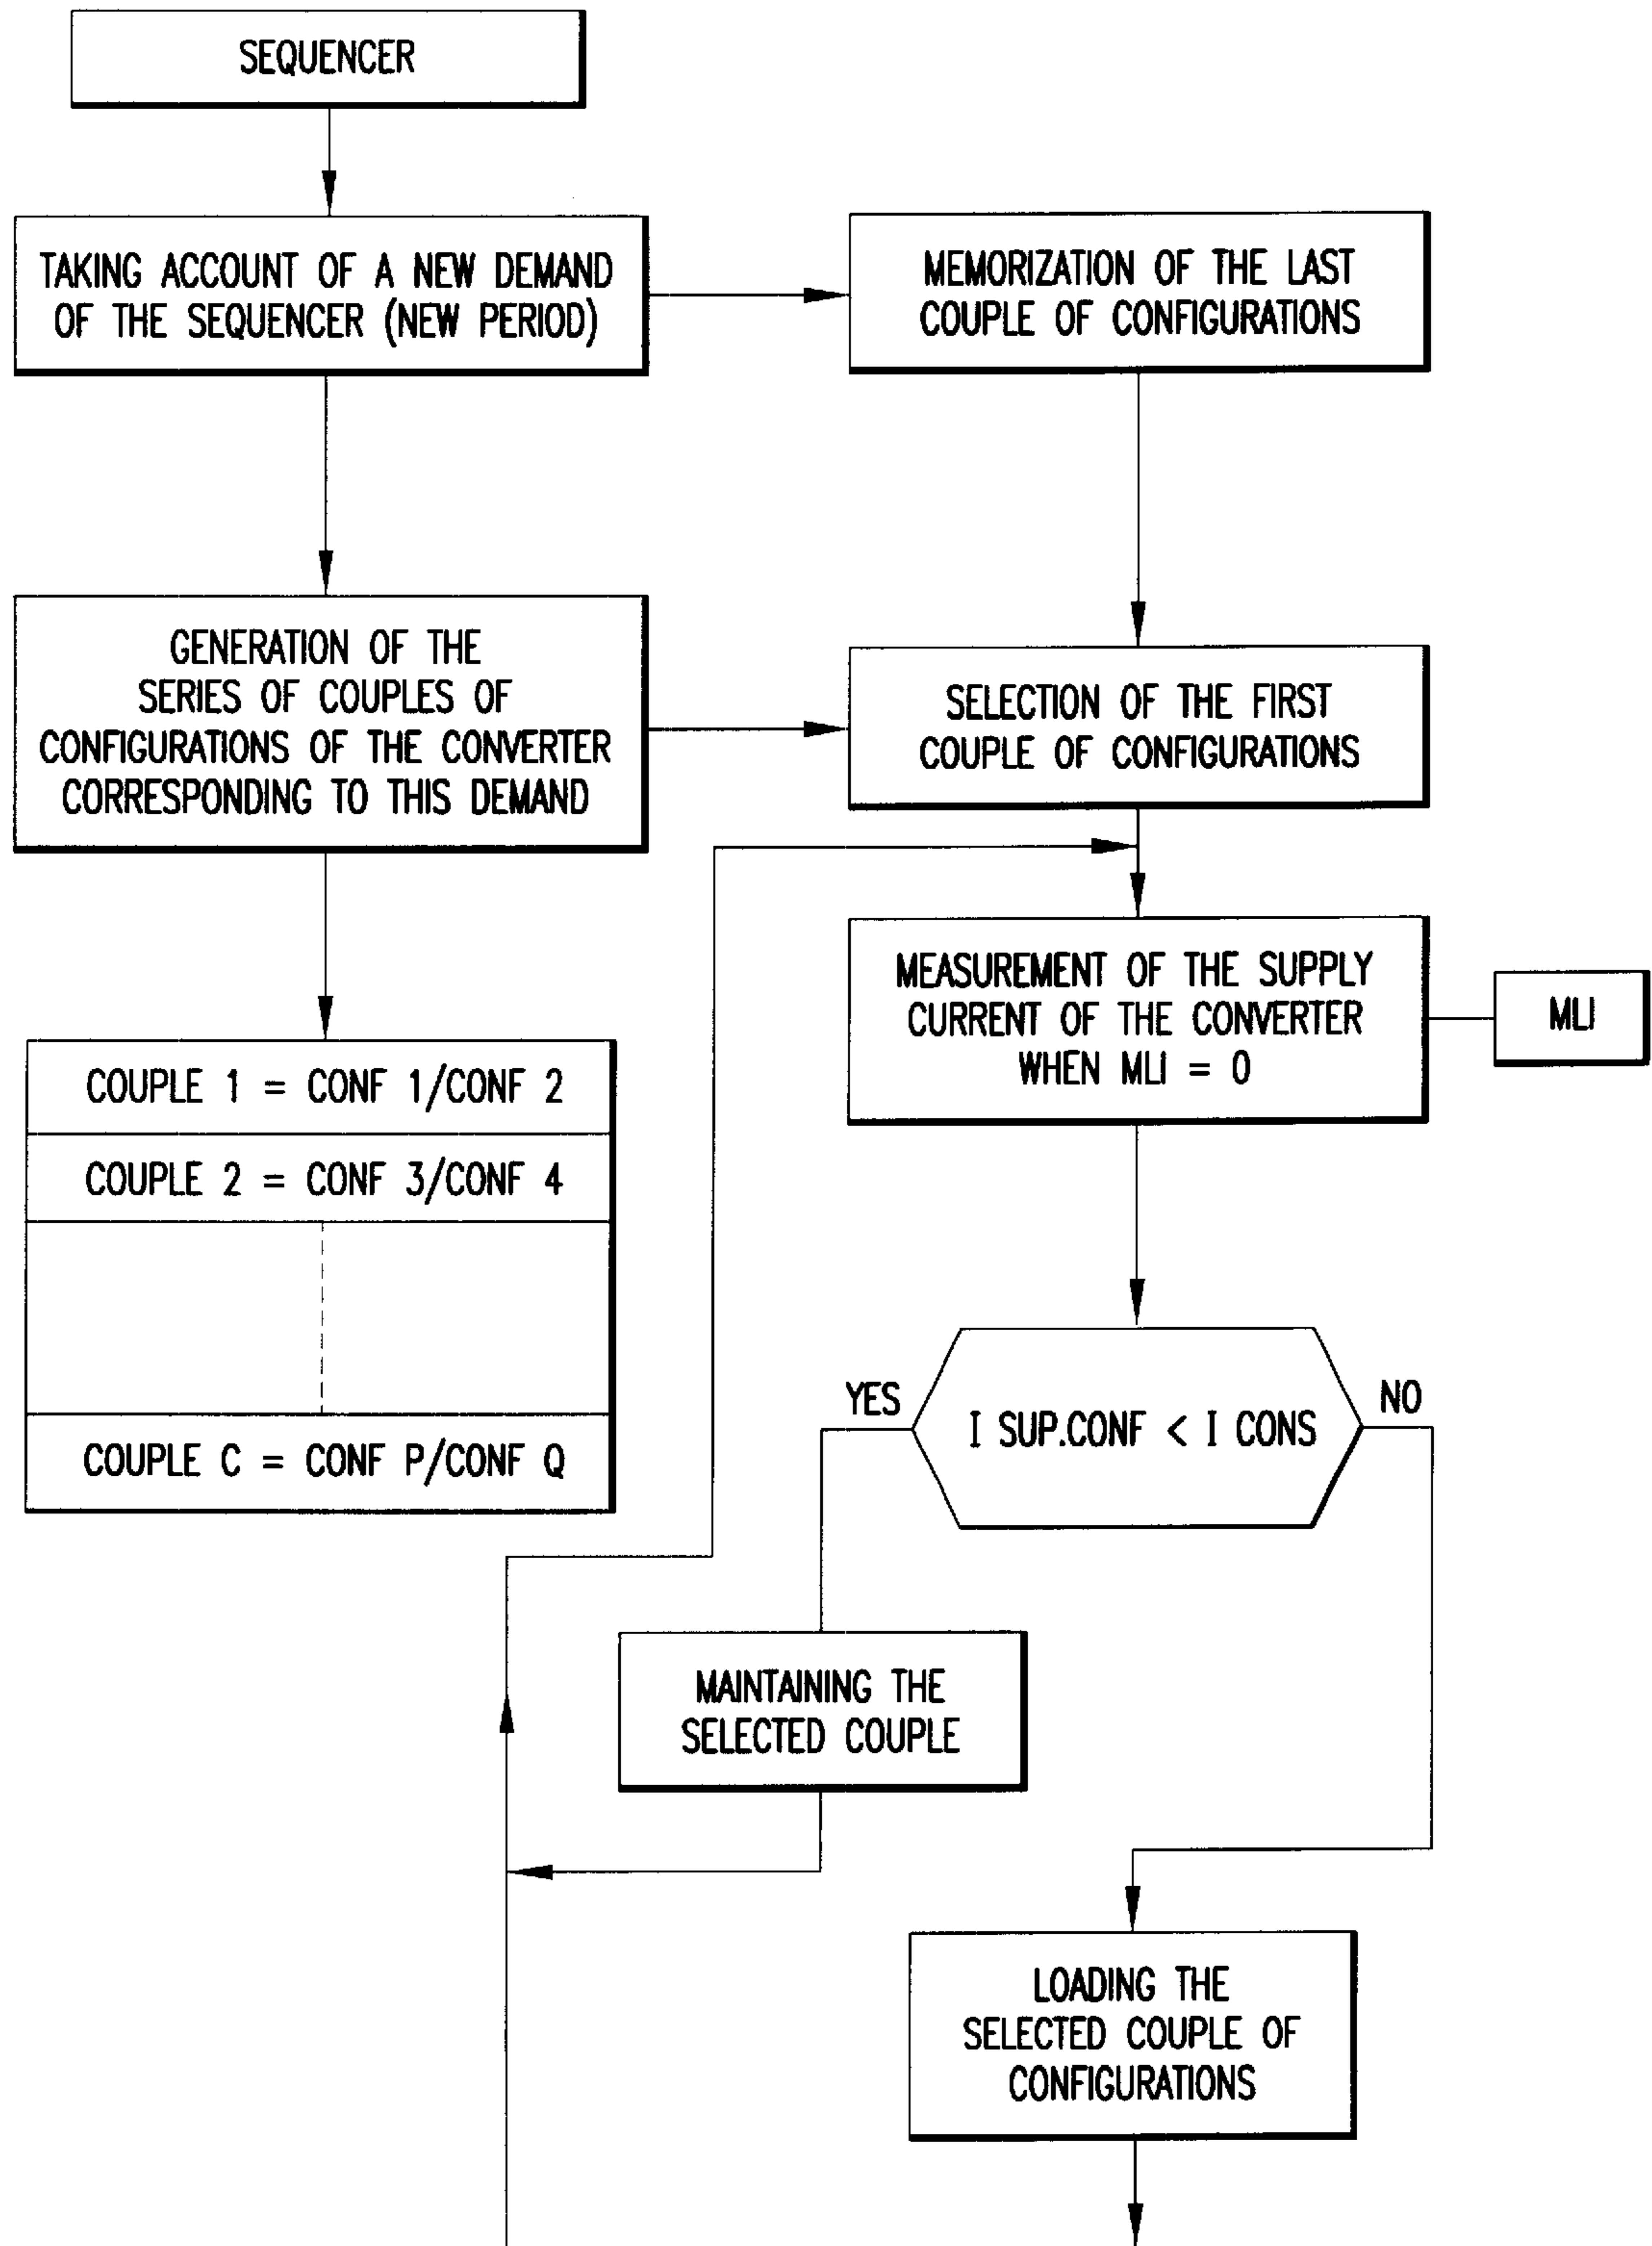 SEQUENCER
TAKING ACCOUNT OF A NEW DEMAND
OF THE SEQUENCER (NEW PERIOD)
MEMORIZATION OF THE LAST
COUPLE OF CONFIGURATIONS
GENERATION OF THE
SERIES OF COUPLES OF
CONFIGURATIONS OF THE CONVERTER
CORRESPONDING TO THIS DEMAND
SELECTION OF THE FIRST
COUPLE OF CONFIGURATIONS
MEASUREMENT OF THE SUPPLY
CURRENT OF THE CONVERTER
WHEN MLI = 0
MLI
COUPLE 1 = CONF 1/CONF 2
COUPLE 2 = CONF 3/CONF 4
COUPLE C = CONF P/CONF Q
YES
I SUP.CONF < I CONS
NO
MAINTAINING THE
SELECTED COUPLE
LOADING THE
SELECTED COUPLE OF
CONFIGURATIONS